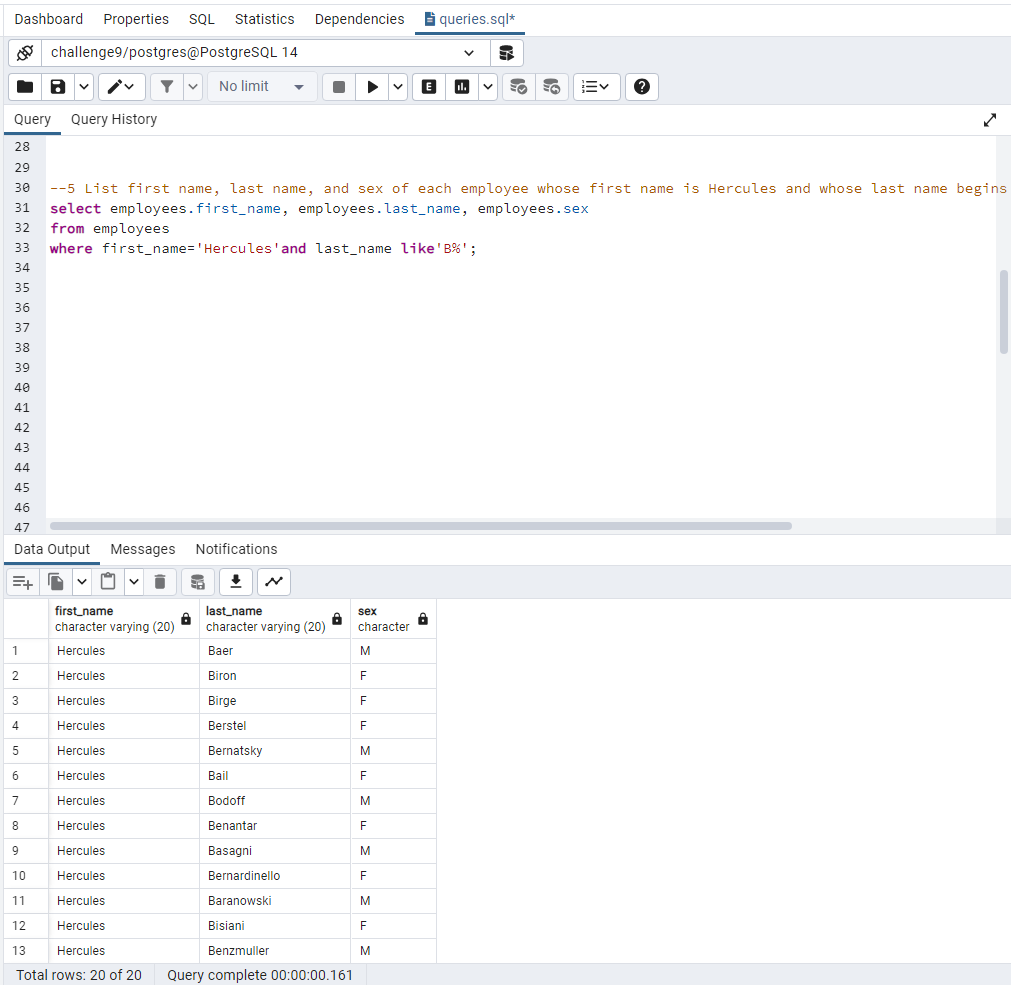 Dashboard Properties SQL Statistics Dependencies queries.sql*
challenge9/postgres@PostgreSQL 14
No limit E
Query Query History
28
29
30 --5 List first name, last name, and sex of each employee whose first name is Hercules and whose last name begins
31 select employees.first_name, employees.last_name, employees.sex
32 from employees
33 where first_name='Hercules'and last_name like'B%';
34
35
36
37
38
39
40
41
42
43
44
45
46
47
Data Output Messages Notifications
first_name last_name sex
character varying (20) character varying (20) character
1 Hercules Baer M
2 Hercules Biron F
3 Hercules Birge F
4 Hercules Berstel F
5 Hercules Bernatsky M
6 Hercules Bail F
7 Hercules Bodoff M
8 Hercules Benantar F
9 Hercules Basagni M
10 Hercules Bernardinello F
11 Hercules Baranowski M
12 Hercules Bisiani F
13 Hercules Benzmuller M
Total rows: 20 of 20 Query complete 00:00:00.161